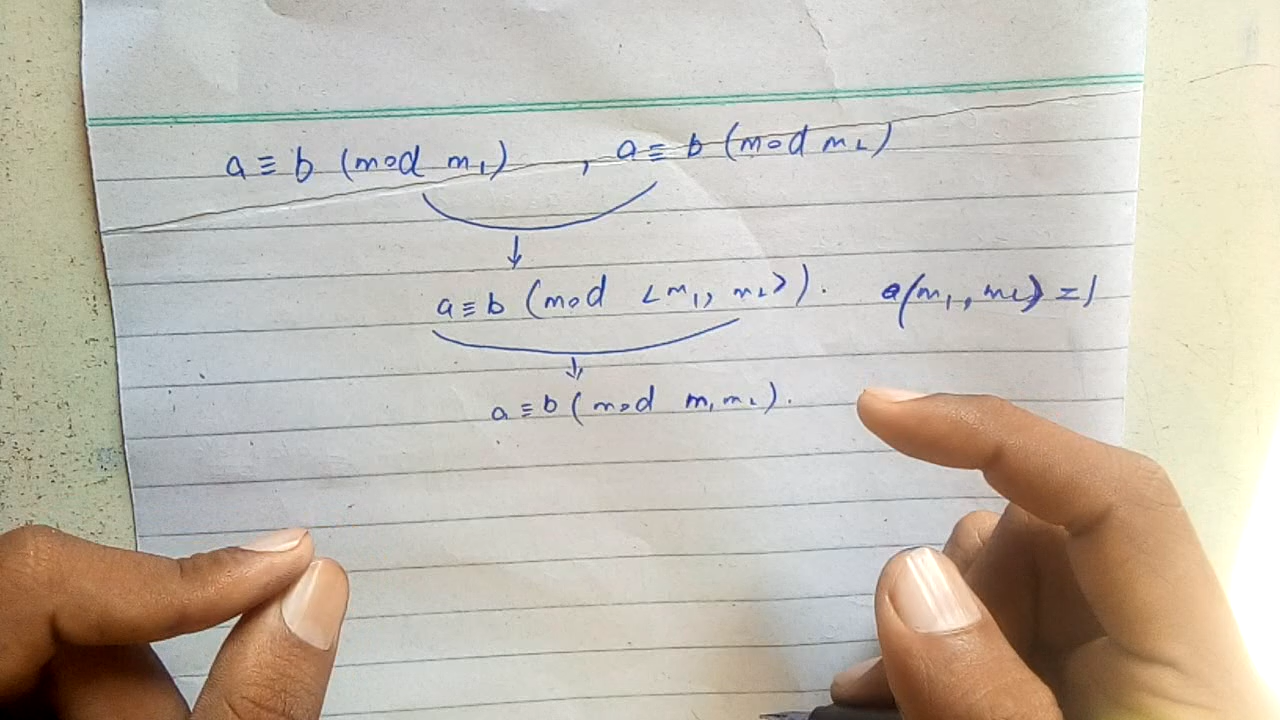 a ≡ b (mod m₁) , a ≡ b (mod m₂)
a ≡ b (mod <m₁, m₂>). (m₁, m₂) = 1
a ≡ b (mod m₁m₂).